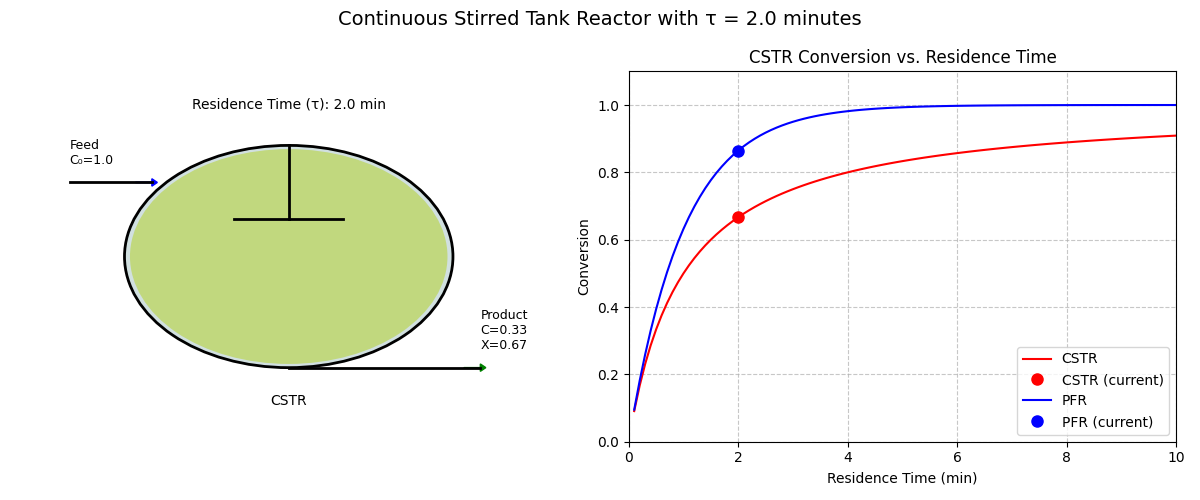 Continuous Stirred Tank Reactor with τ = 2.0 minutes
Residence Time (τ): 2.0 min
Feed
C₀=1.0
Product
C=0.33
X=0.67
CSTR
CSTR Conversion vs. Residence Time
Conversion
1.0
0.8
0.6
0.4
0.2
0.0
0
2
4
6
8
10
Residence Time (min)
CSTR
CSTR (current)
PFR
PFR (current)